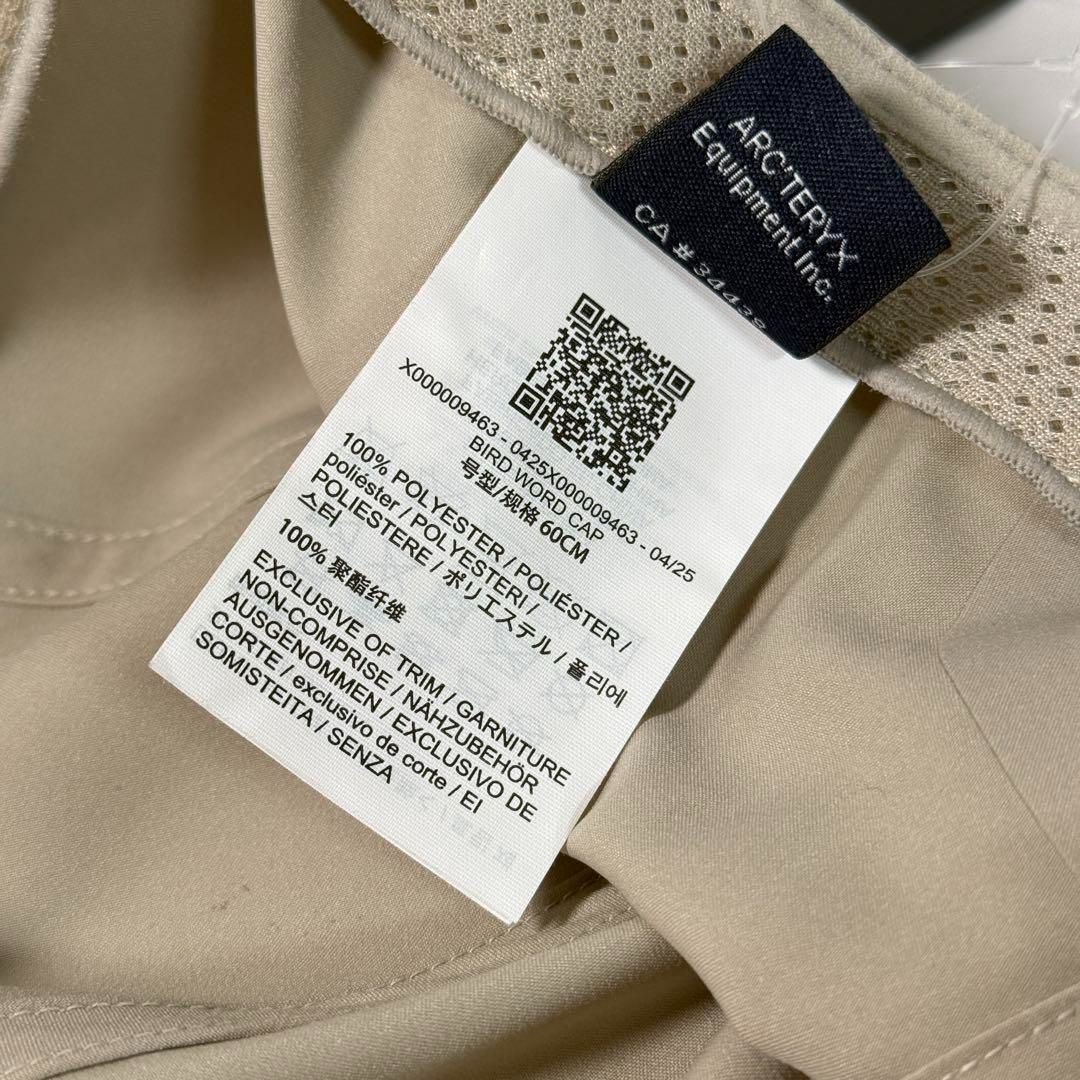 ARC'TERYX
Equipment Inc.
CA # 34428
X000009463 - 0425X000009463 - 04/25
BIRD WORD CAP
号型/规格 60CM
100% POLYESTER / POLIÉSTER /
poliéster / POLYESTERI /
POLIESTERE / ポリエステル / 폴리에
스터
100% 聚酯纤维
EXCLUSIVE OF TRIM / GARNITURE
NON-COMPRISE / NÄHZUBEHÖR
AUSGENOMMEN / EXCLUSIVO DE
CORTE / exclusivo de corte / EI
SOMISTEITA / SENZA